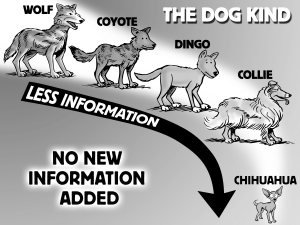 WOLF
COYOTE
THE DOG KIND
DINGO
COLLIE
LESS INFORMATION
NO NEW
INFORMATION
ADDED
CHIHUAHUA